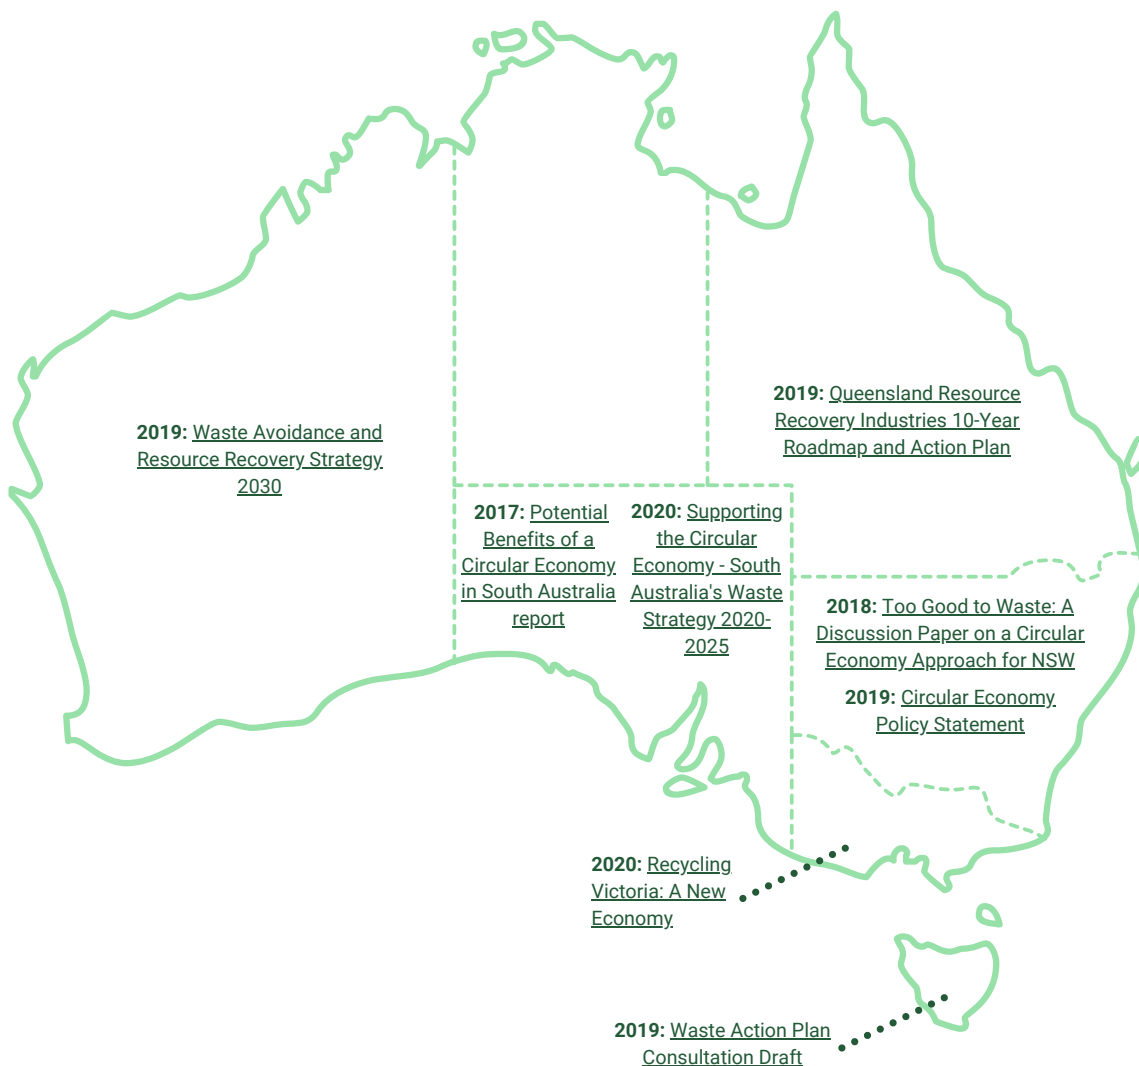 2019: Queensland Resource
Recovery Industries 10-Year
Roadmap and Action Plan
2019: Waste Avoidance and
Resource Recovery Strategy
2030
2017: Potential
Benefits of a
Circular Economy
in South Australia
report
2020: Supporting
the Circular
Economy - South
Australia's Waste
Strategy 2020-
2025
2018: Too Good to Waste: A
Discussion Paper on a Circular
Economy Approach for NSW
2019: Circular Economy
Policy Statement
2020: Recycling
Victoria: A New
Economy
2019: Waste Action Plan
Consultation Draft